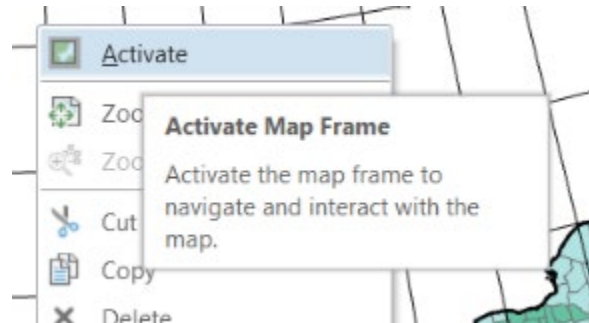 Activate
Zoo
Activate Map Frame
Zoo
Activate the map frame to
navigate and interact with the
map.
Cut
Copy
Delete